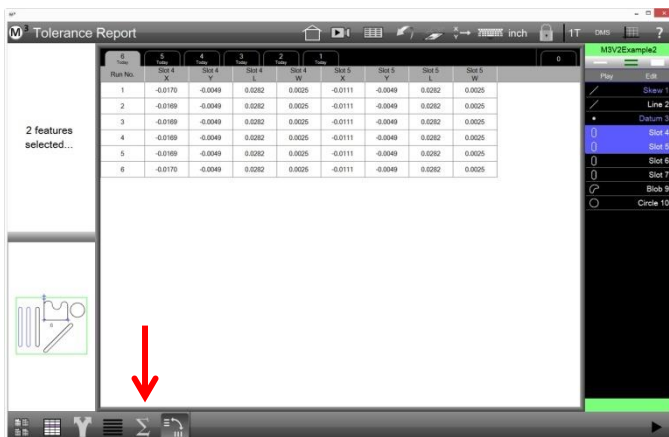 M³ Tolerance Report
inch
1T
DMS
?
6 Today
5 Today
4 Today
3 Today
2 Today
1 Today
0
M3V2Example2
Run No. Slot 4 X Slot 4 Y Slot 4 L Slot 4 W Slot 5 X Slot 5 Y Slot 5 L Slot 5 W
1 -0.0170 -0.0049 0.0282 0.0025 -0.0111 -0.0049 0.0282 0.0025
2 -0.0169 -0.0049 0.0282 0.0025 -0.0111 -0.0049 0.0282 0.0025
3 -0.0169 -0.0049 0.0282 0.0025 -0.0111 -0.0049 0.0282 0.0025
4 -0.0169 -0.0049 0.0282 0.0025 -0.0111 -0.0049 0.0282 0.0025
5 -0.0169 -0.0049 0.0282 0.0025 -0.0111 -0.0049 0.0282 0.0025
6 -0.0170 -0.0049 0.0282 0.0025 -0.0111 -0.0049 0.0282 0.0025
2 features
selected...
Play Edit
Skew 1
Line 2
Datum 3
Slot 4
Slot 5
Slot 6
Slot 7
Blob 9
Circle 10
Σ